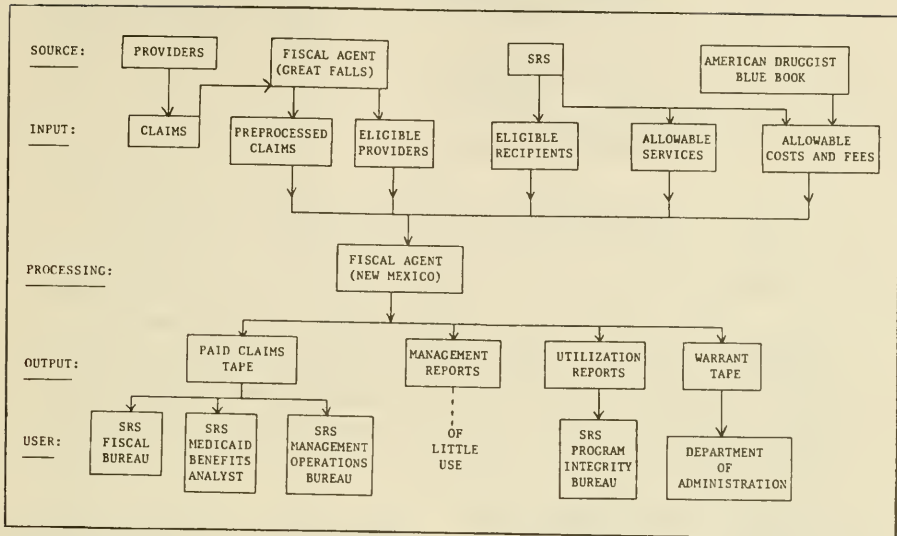 SOURCE:
PROVIDERS
FISCAL AGENT
(GREAT FALLS)
SRS
AMERICAN DRUGGIST
BLUE BOOK
INPUT:
CLAIMS
PREPROCESSED
CLAIMS
ELIGIBLE
PROVIDERS
ELIGIBLE
RECIPIENTS
ALLOWABLE
SERVICES
ALLOWABLE
COSTS AND FEES
PROCESSING:
FISCAL AGENT
(NEW MEXICO)
OUTPUT:
PAID CLAIMS
TAPE
MANAGEMENT
REPORTS
UTILIZATION
REPORTS
WARRANT
TAPE
USER:
SRS
FISCAL
BUREAU
SRS
MEDICAID
BENEFITS
ANALYST
SRS
MANAGEMENT
OPERATIONS
BUREAU
OF
LITTLE
USE
SRS
PROGRAM
INTEGRITY
BUREAU
DEPARTMENT
OF
ADMINISTRATION